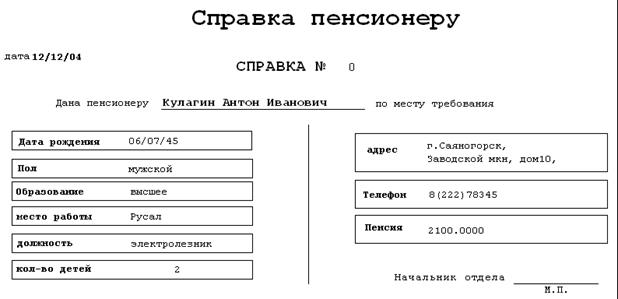 Справка пенсионеру
дата 12/12/04
СПРАВКА № 0
Дана пенсионеру Кулагин Антон Иванович по месту требования
Дата рождения 06/07/45
Пол мужской
Образование высшее
место работы Русал
должность электролезник
кол-во детей 2
адрес г.Саяногорск,
Заводской мкн, дом10,
Телефон 8(222)78345
Пенсия 2100.0000
Начальник отдела
М.П.